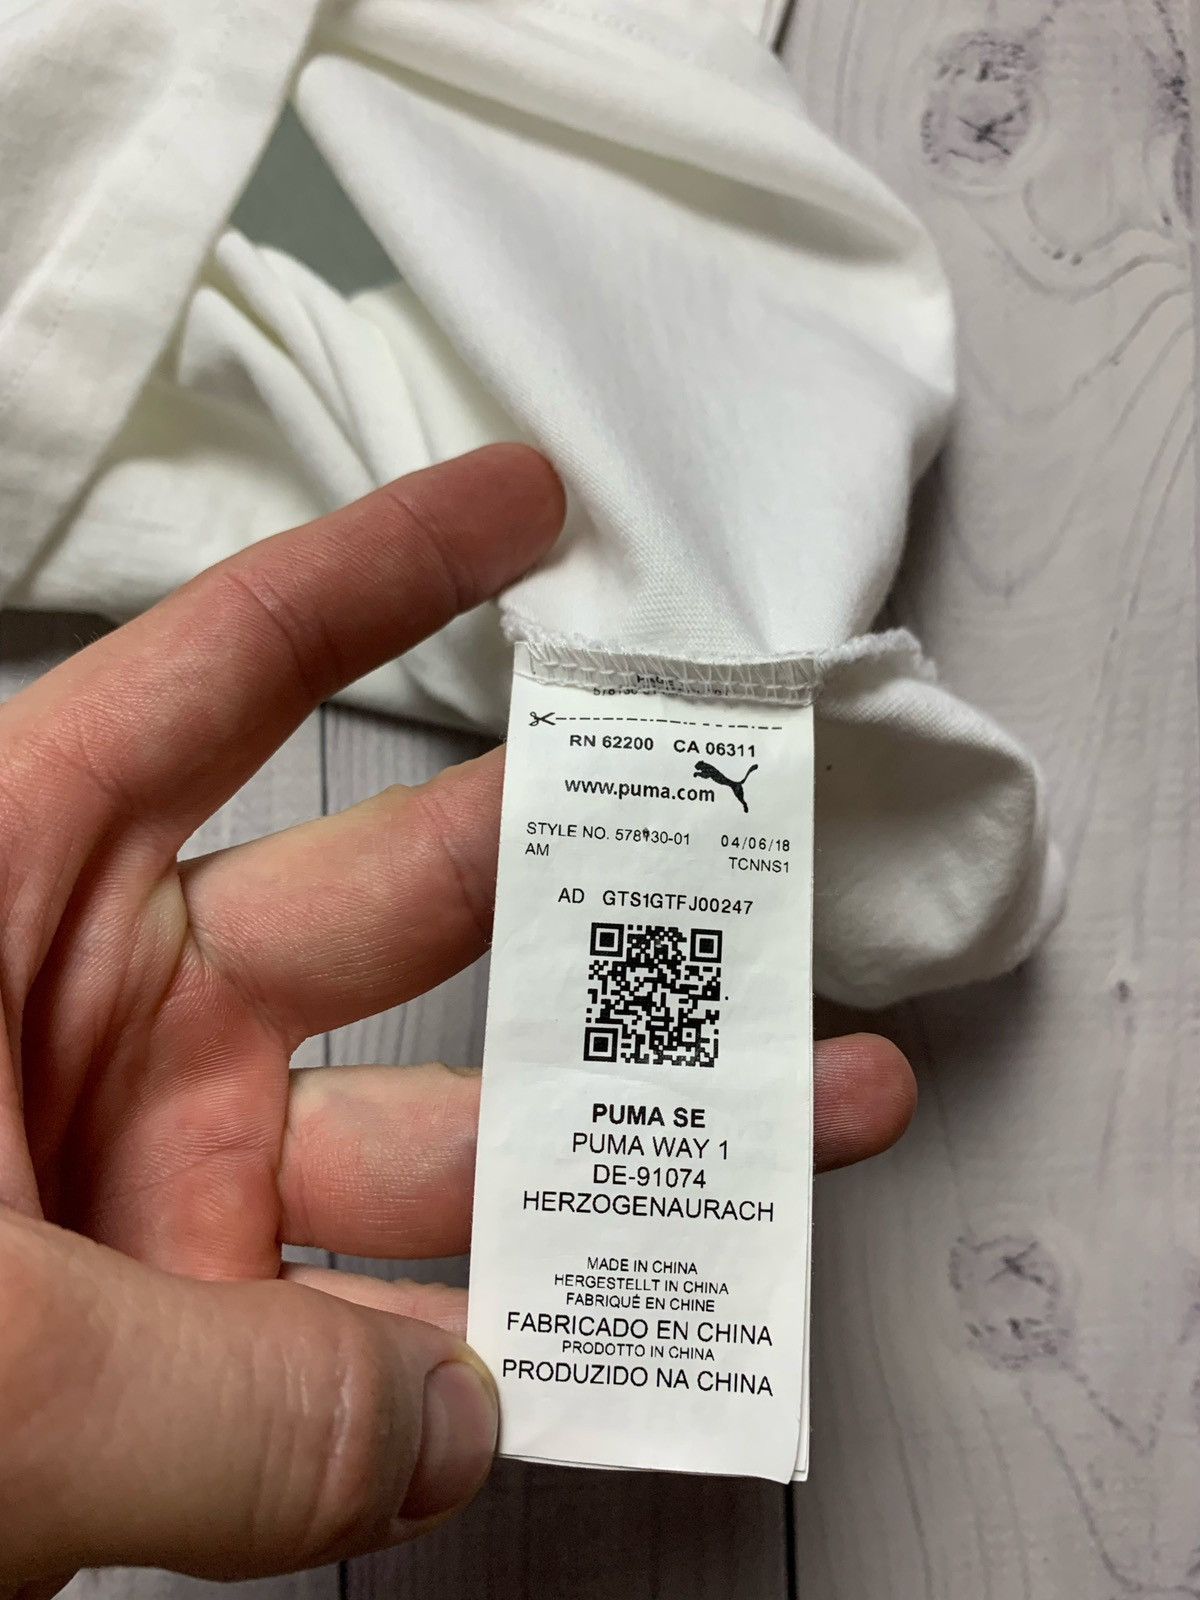 RN 62200 CA 06311
www.puma.com
STYLE NO. 578130-01 04/06/18
AM TCNNS1
AD GTS1GTFJ00247
PUMA SE
PUMA WAY 1
DE-91074
HERZOGENAURACH
MADE IN CHINA
HERGESTELLT IN CHINA
FABRIQUÉ EN CHINE
FABRICADO EN CHINA
PRODOTTO IN CHINA
PRODUZIDO NA CHINA